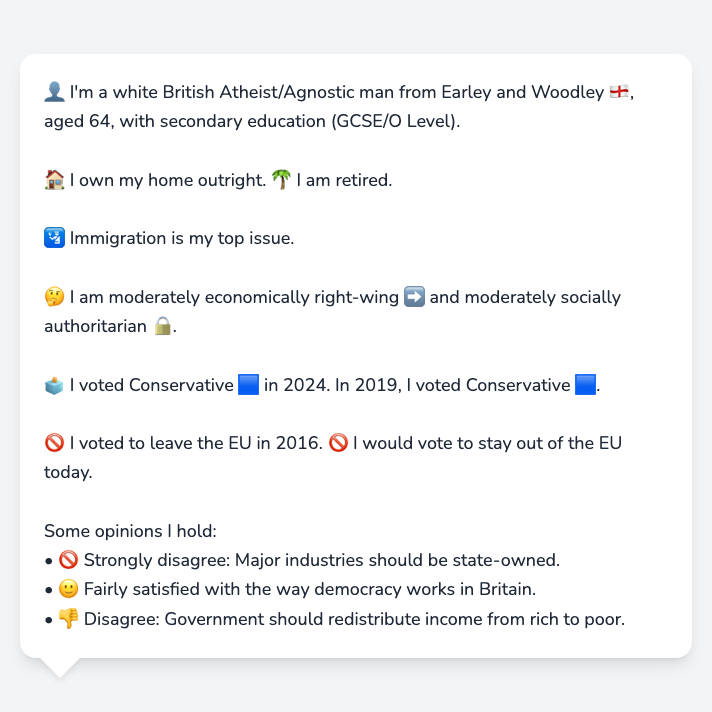 👤 I'm a white British Atheist/Agnostic man from Earley and Woodley 🏴󠁧󠁢󠁥󠁮󠁧󠁿,
aged 64, with secondary education (GCSE/O Level).
🏠 I own my home outright. 🌴 I am retired.
🛂 Immigration is my top issue.
🤔 I am moderately economically right-wing ➡️ and moderately socially
authoritarian 🔒.
🗳️ I voted Conservative 🟦 in 2024. In 2019, I voted Conservative 🟦.
🚫 I voted to leave the EU in 2016. 🚫 I would vote to stay out of the EU
today.
Some opinions I hold:
• 🚫 Strongly disagree: Major industries should be state-owned.
• 🙂 Fairly satisfied with the way democracy works in Britain.
• 👎 Disagree: Government should redistribute income from rich to poor.